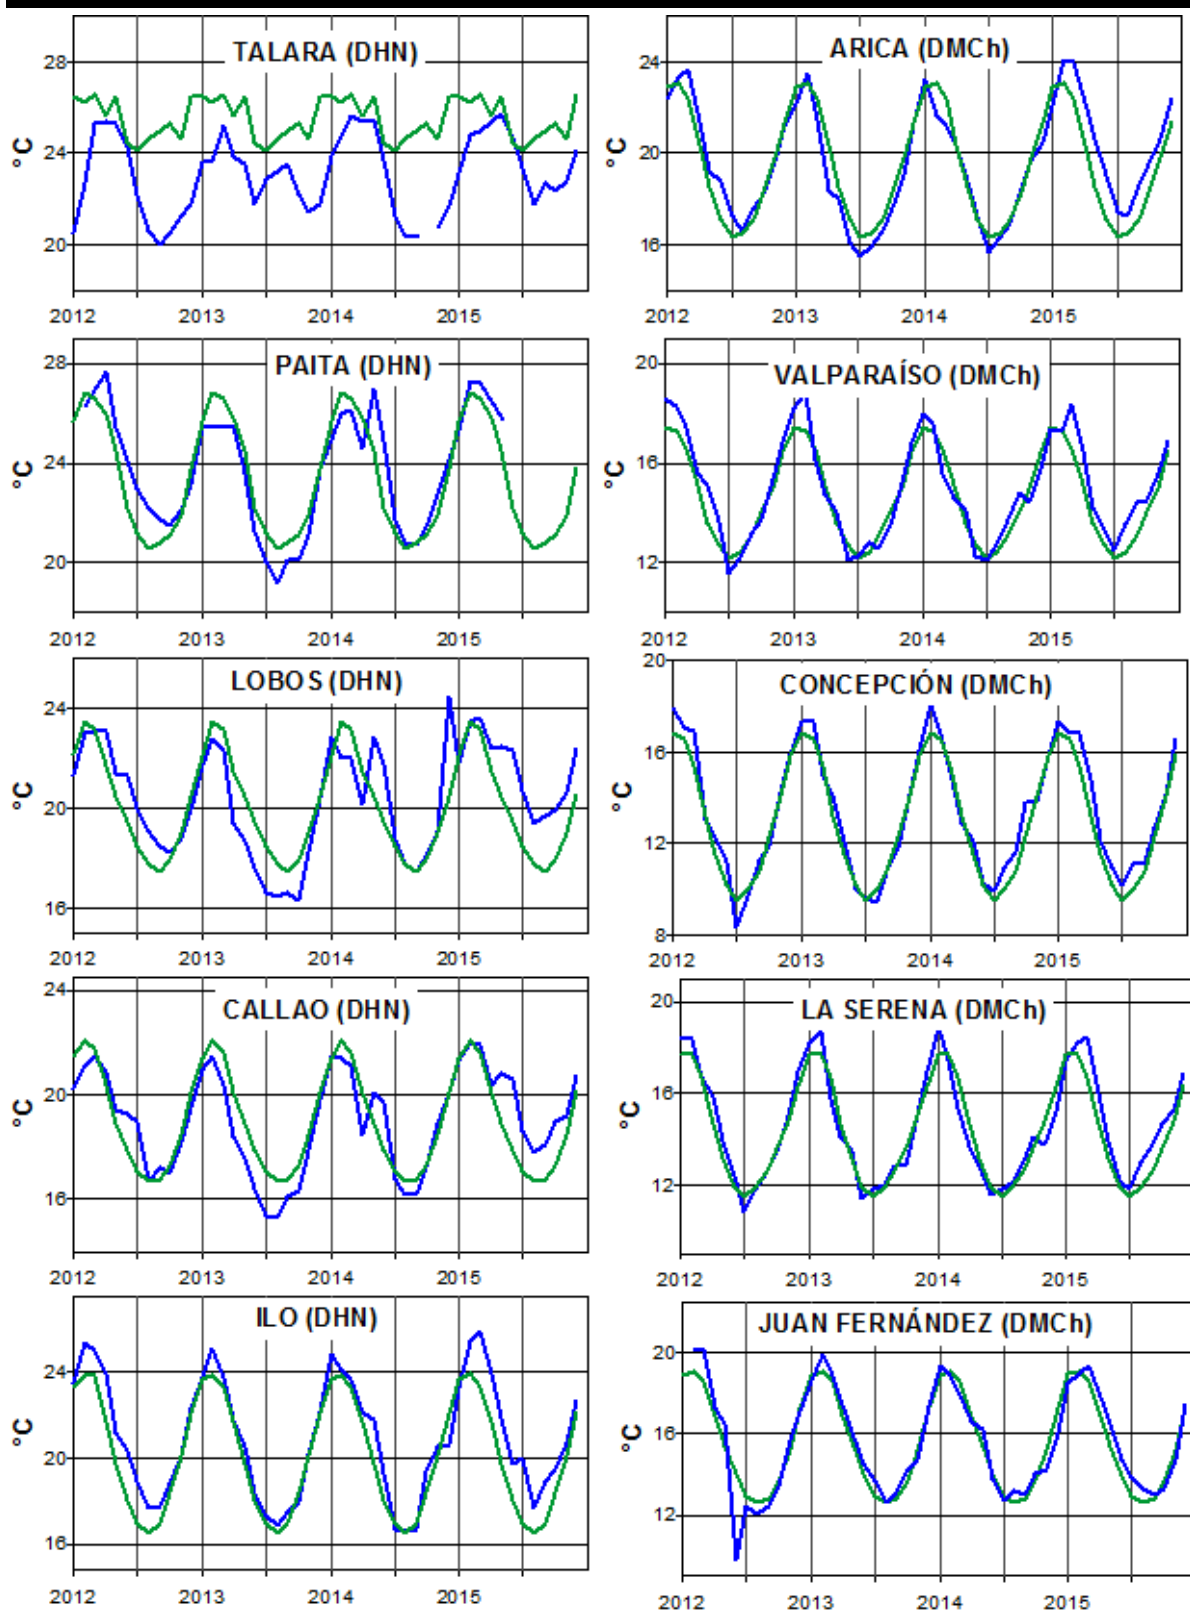 TALARA (DHN)
28
24
20
°C
2012 2013 2014 2015
ARICA (DMCh)
24
20
16
°C
2012 2013 2014 2015
PAITA (DHN)
28
24
20
°C
2012 2013 2014 2015
VALPARAÍSO (DMCh)
20
16
12
°C
2012 2013 2014 2015
LOBOS (DHN)
24
20
16
°C
2012 2013 2014 2015
CONCEPCIÓN (DMCh)
20
16
12
8
°C
2012 2013 2014 2015
CALLAO (DHN)
24
20
16
°C
2012 2013 2014 2015
LA SERENA (DMCh)
20
16
12
°C
2012 2013 2014 2015
ILO (DHN)
24
20
16
°C
2012 2013 2014 2015
JUAN FERNÁNDEZ (DMCh)
20
16
12
°C
2012 2013 2014 2015